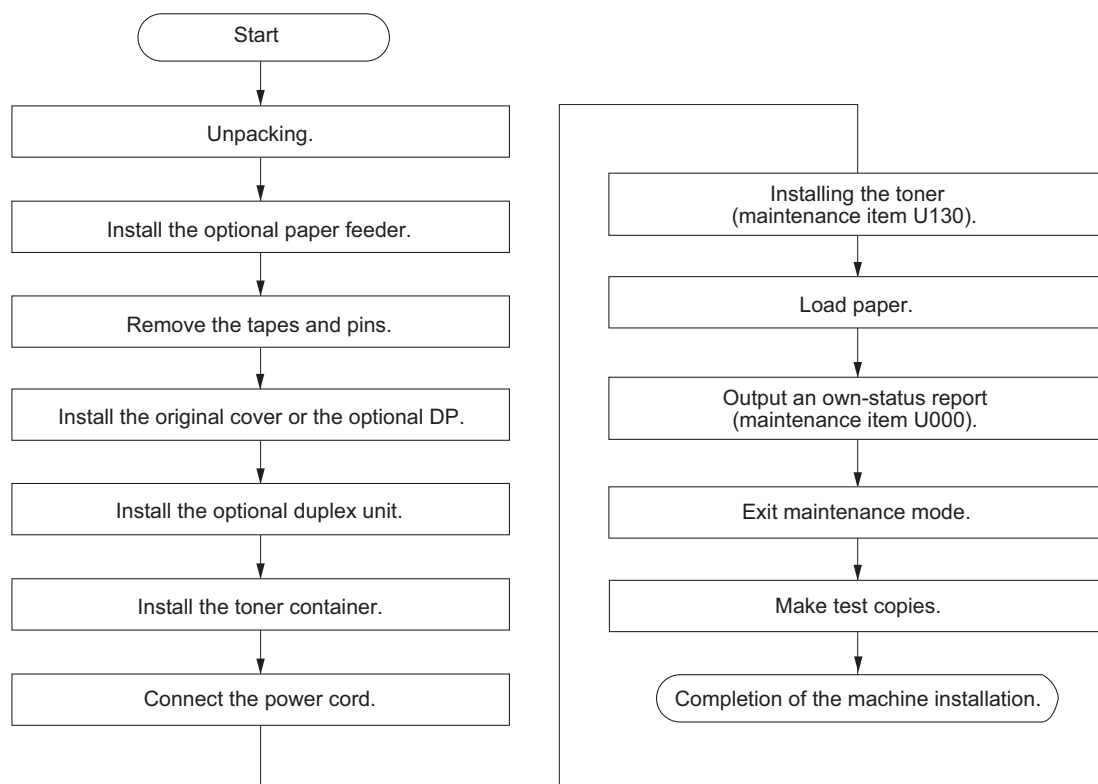 Start
Unpacking.
Install the optional paper feeder.
Remove the tapes and pins.
Install the original cover or the optional DP.
Install the optional duplex unit.
Install the toner container.
Connect the power cord.
Installing the toner
(maintenance item U130).
Load paper.
Output an own-status report
(maintenance item U000).
Exit maintenance mode.
Make test copies.
Completion of the machine installation.